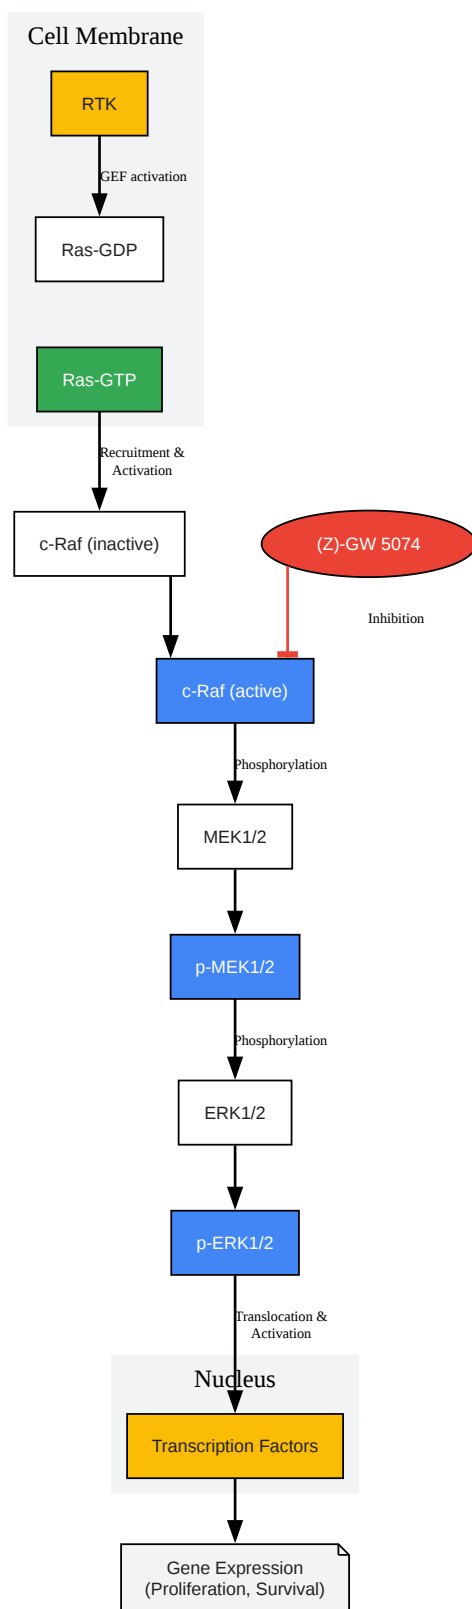 Cell Membrane
RTK
GEF activation
Ras-GDP
Ras-GTP
Recruitment &
Activation
c-Raf (inactive)
(Z)-GW 5074
Inhibition
c-Raf (active)
Phosphorylation
MEK1/2
p-MEK1/2
Phosphorylation
ERK1/2
p-ERK1/2
Translocation &
Activation
Nucleus
Transcription Factors
Gene Expression
(Proliferation, Survival)